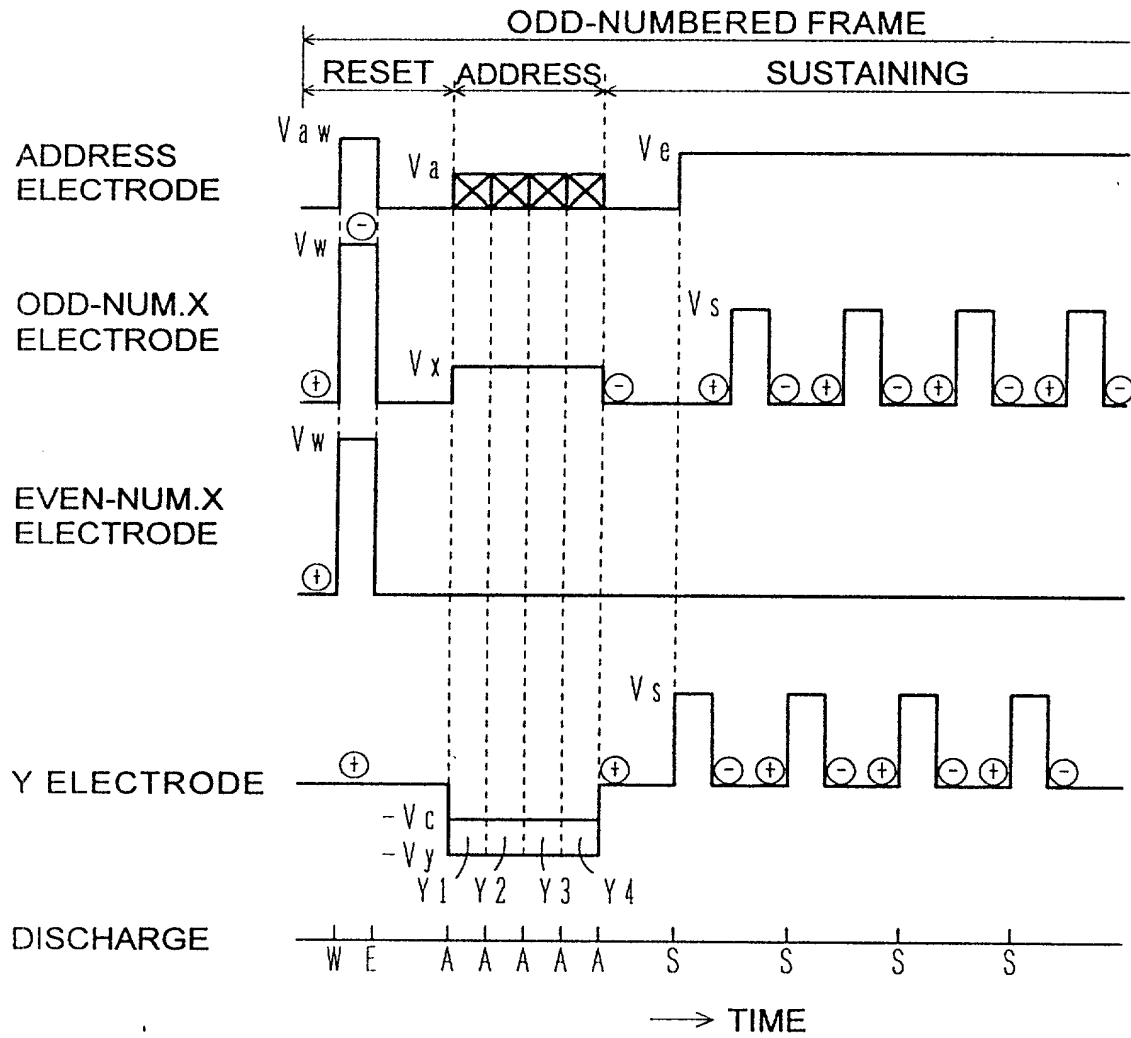 ODD-NUMBERED FRAME
RESET ADDRESS SUSTAINING
ADDRESS
ELECTRODE
Vaw
Va
Ve
⊖
ODD-NUM.X
ELECTRODE
Vw
Vx
Vs
⊕ ⊖ ⊕ ⊖ ⊕ ⊖ ⊕ ⊖ ⊕ ⊖
EVEN-NUM.X
ELECTRODE
Vw
⊕
Y ELECTRODE
Vs
⊕ ⊕ ⊖ ⊕ ⊖ ⊕ ⊖ ⊕ ⊖
-Vc
-Vy
Y1 Y2 Y3 Y4
DISCHARGE
W E A A A A A S S S S
→ TIME